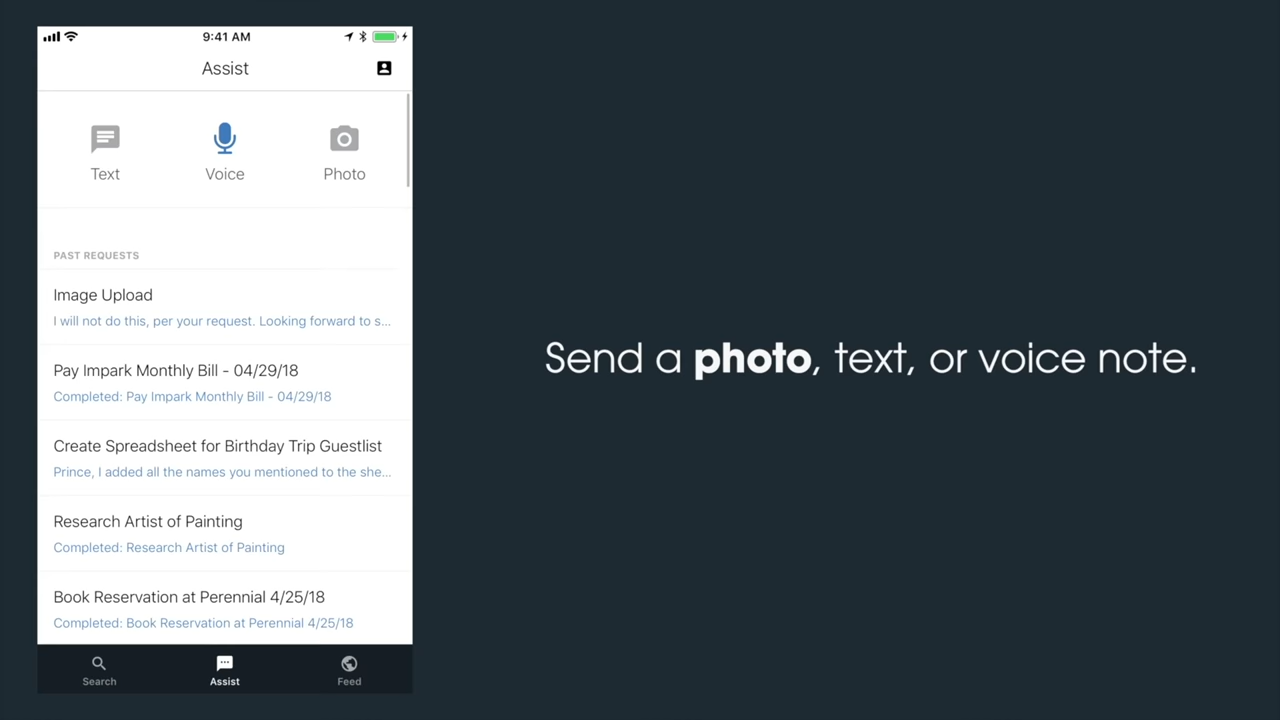 9:41 AM
Assist
Text
Voice
Photo
PAST REQUESTS
Image Upload
I will not do this, per your request. Looking forward to s...
Pay Impark Monthly Bill - 04/29/18
Completed: Pay Impark Monthly Bill - 04/29/18
Create Spreadsheet for Birthday Trip Guestlist
Prince, I added all the names you mentioned to the she...
Research Artist of Painting
Completed: Research Artist of Painting
Book Reservation at Perennial 4/25/18
Completed: Book Reservation at Perennial 4/25/18
Search
Assist
Feed
Send a photo, text, or voice note.